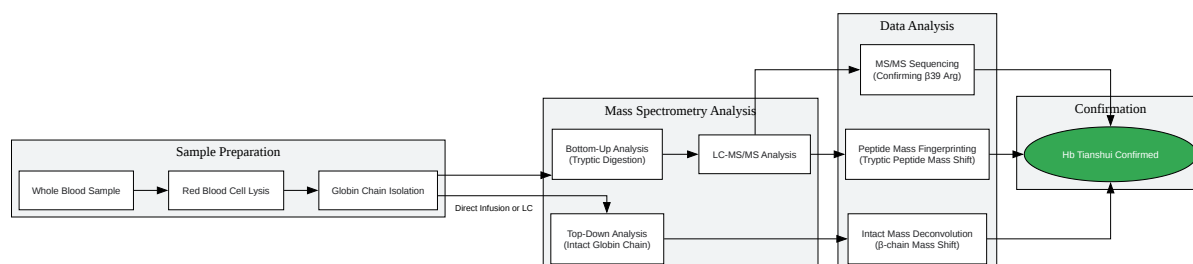 Sample Preparation
Whole Blood Sample
Red Blood Cell Lysis
Globin Chain Isolation
Direct Infusion or LC
Mass Spectrometry Analysis
Bottom-Up Analysis
(Tryptic Digestion)
LC-MS/MS Analysis
Top-Down Analysis
(Intact Globin Chain)
Data Analysis
MS/MS Sequencing
(Confirming β39 Arg)
Peptide Mass Fingerprinting
(Tryptic Peptide Mass Shift)
Intact Mass Deconvolution
(β-chain Mass Shift)
Confirmation
Hb Tianshui Confirmed